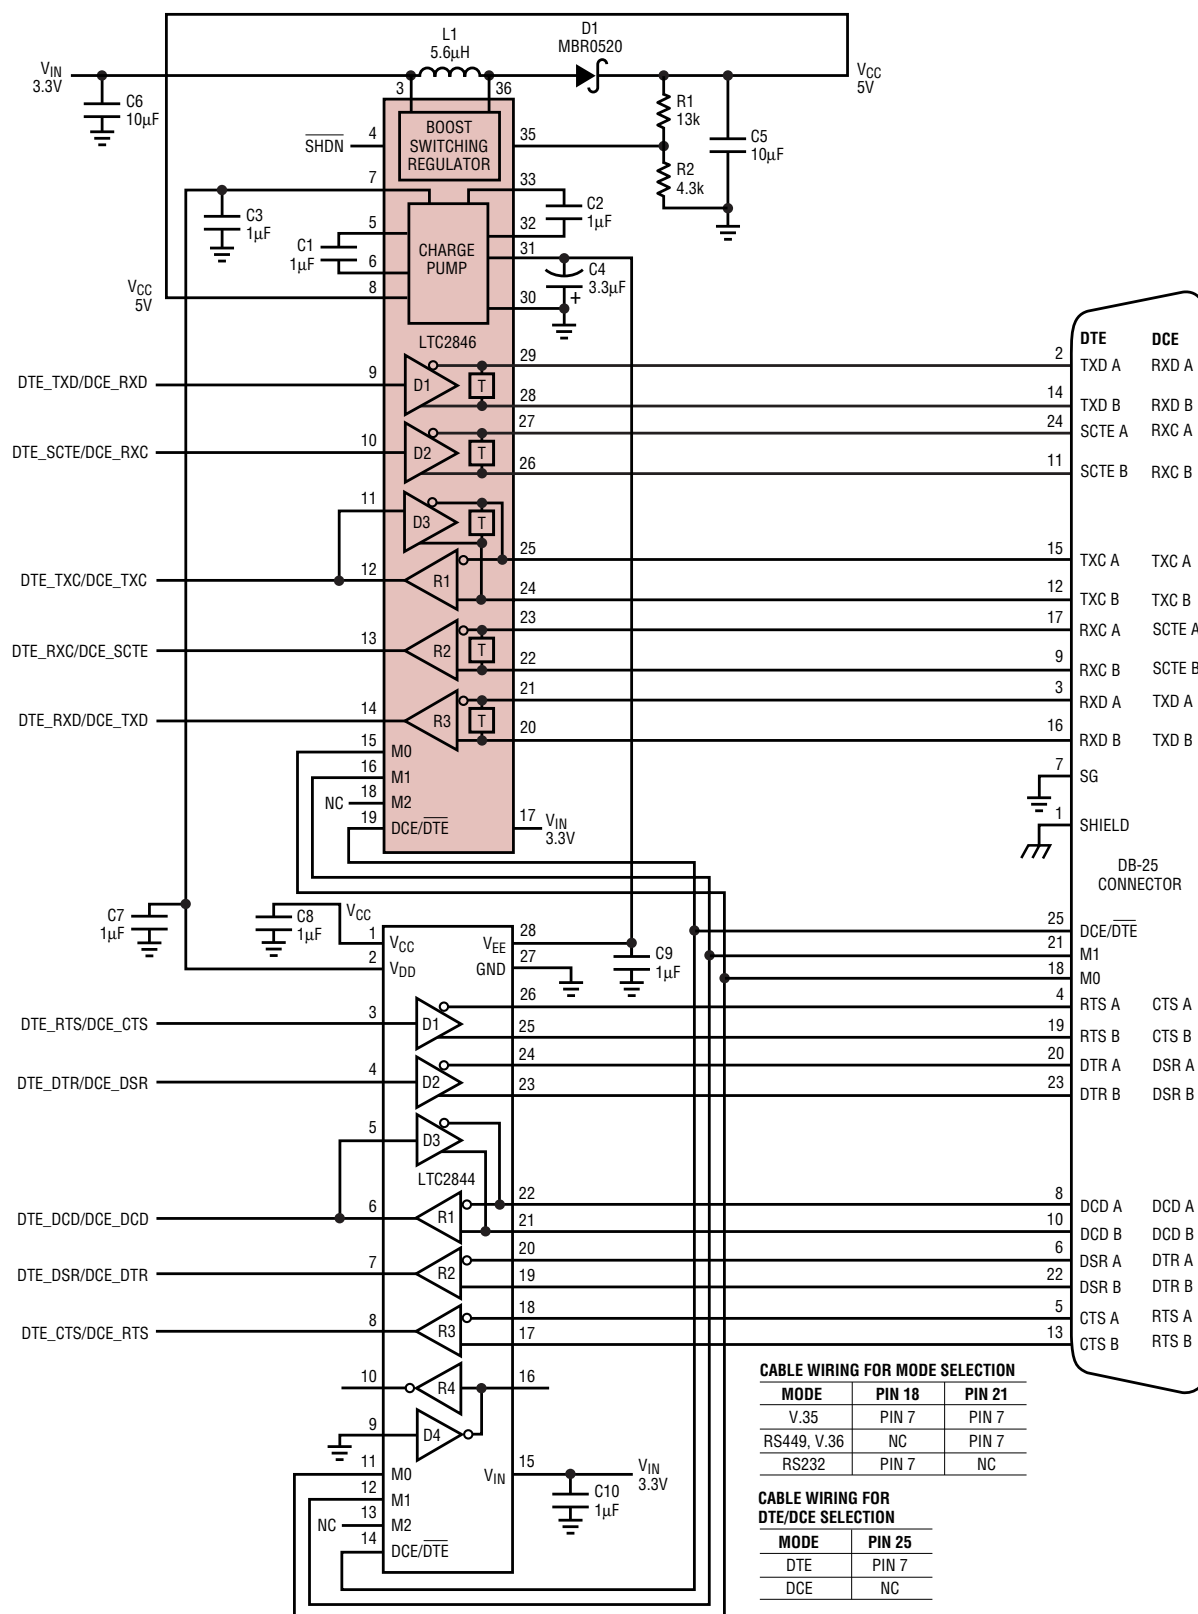 L1
5.6µH
D1
MBR0520
VIN
3.3V
C6
10µF
3
36
VCC
5V
R1
13k
C5
10µF
R2
4.3k
SHDN
4
BOOST
SWITCHING
REGULATOR
35
7
33
C3
1µF
C2
1µF
32
5
C1
1µF
6
CHARGE
PUMP
31
C4
3.3µF
+
VCC
5V
8
30
LTC2846
DTE DCE
DTE_TXD/DCE_RXD 9 D1 T 29 2 TXD A RXD A
28 14 TXD B RXD B
DTE_SCTE/DCE_RXC 10 D2 T 27 24 SCTE A RXC A
26 11 SCTE B RXC B
11 D3 T
DTE_TXC/DCE_TXC 12 R1 25 15 TXC A TXC A
24 12 TXC B TXC B
DTE_RXC/DCE_SCTE 13 R2 T 23 17 RXC A SCTE A
22 9 RXC B SCTE B
DTE_RXD/DCE_TXD 14 R3 T 21 3 RXD A TXD A
20 16 RXD B TXD B
15 M0
16 M1
NC 18 M2
19 DCE/DTE
17 VIN
3.3V
7 SG
1 SHIELD
DB-25
CONNECTOR
C7
1µF
C8
1µF
VCC
1 VCC
2 VDD
VEE 28
GND 27
C9
1µF
25 DCE/DTE
21 M1
18 M0
DTE_RTS/DCE_CTS 3 D1 26 4 RTS A CTS A
25 19 RTS B CTS B
DTE_DTR/DCE_DSR 4 D2 24 20 DTR A DSR A
23 23 DTR B DSR B
5 D3
LTC2844
DTE_DCD/DCE_DCD 6 R1 22 8 DCD A DCD A
21 10 DCD B DCD B
DTE_DSR/DCE_DTR 7 R2 20 6 DSR A DTR A
19 22 DSR B DTR B
DTE_CTS/DCE_RTS 8 R3 18 5 CTS A RTS A
17 13 CTS B RTS B
10 R4 16
9 D4
11 M0
12 M1
NC 13 M2
14 DCE/DTE
VIN 15
VIN
3.3V
C10
1µF
CABLE WIRING FOR MODE SELECTION
MODE PIN 18 PIN 21
V.35 PIN 7 PIN 7
RS449, V.36 NC PIN 7
RS232 PIN 7 NC
CABLE WIRING FOR
DTE/DCE SELECTION
MODE PIN 25
DTE PIN 7
DCE NC